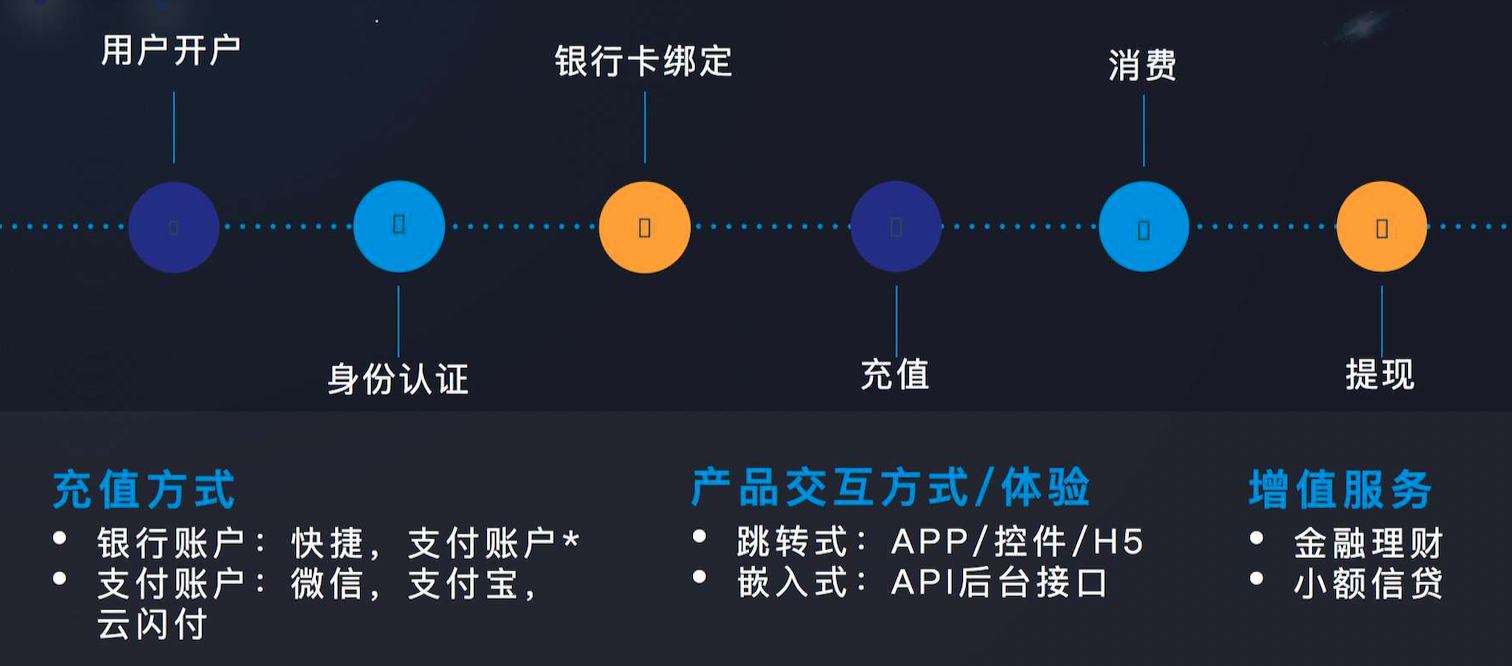 用户开户
银行卡绑定
消费
身份认证
充值
提现
充值方式
• 银行账户：快捷，支付账户*
• 支付账户：微信，支付宝，
云闪付
产品交互方式/体验
• 跳转式：APP/控件/H5
• 嵌入式：API后台接口
增值服务
• 金融理财
• 小额信贷